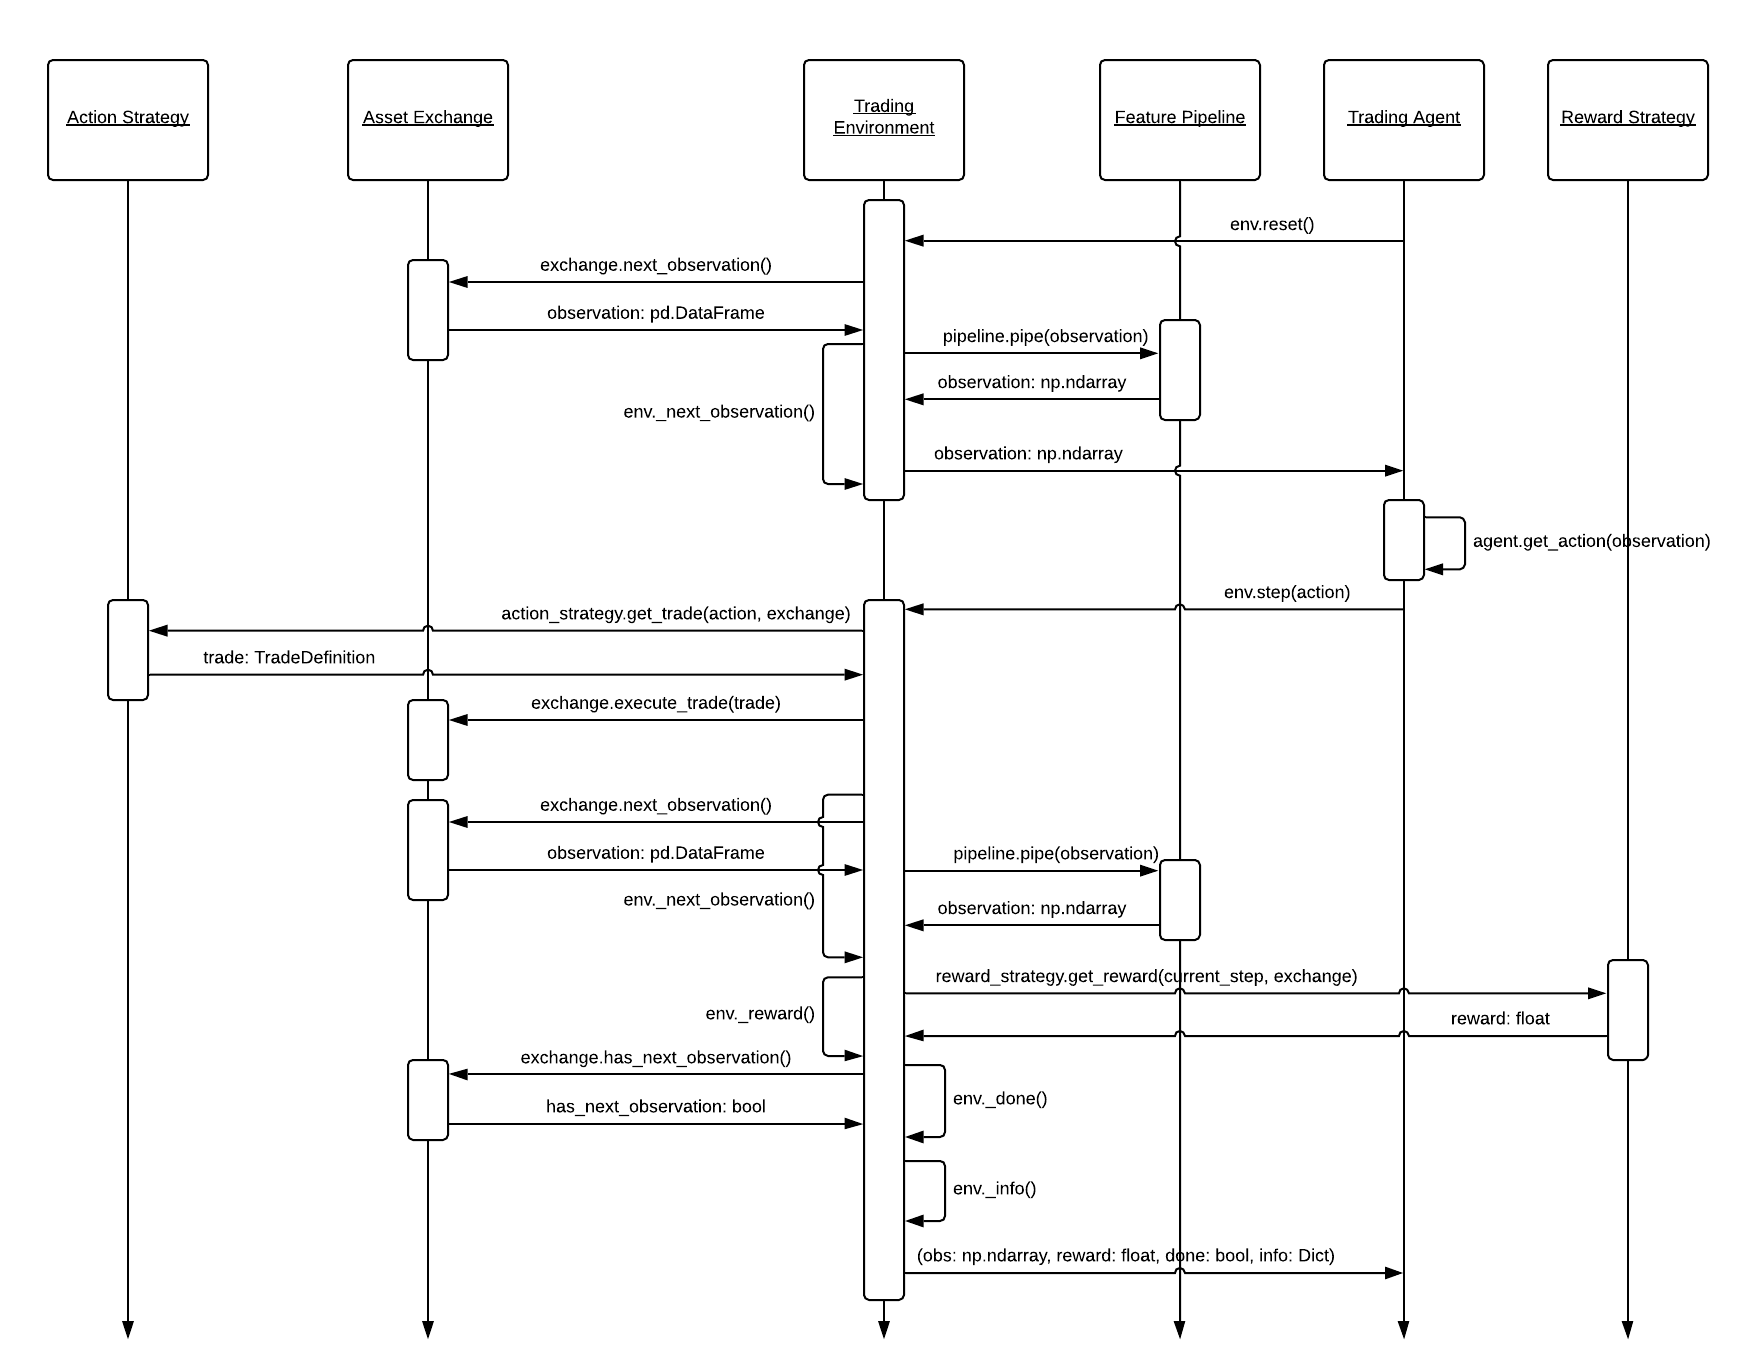 Action Strategy
Asset Exchange
Trading
Environment
Feature Pipeline
Trading Agent
Reward Strategy
env.reset()
exchange.next_observation()
observation: pd.DataFrame
pipeline.pipe(observation)
observation: np.ndarray
env._next_observation()
observation: np.ndarray
agent.get_action(observation)
env.step(action)
action_strategy.get_trade(action, exchange)
trade: TradeDefinition
exchange.execute_trade(trade)
exchange.next_observation()
observation: pd.DataFrame
pipeline.pipe(observation)
env._next_observation()
observation: np.ndarray
reward_strategy.get_reward(current_step, exchange)
env._reward()
reward: float
exchange.has_next_observation()
env._done()
has_next_observation: bool
env._info()
(obs: np.ndarray, reward: float, done: bool, info: Dict)